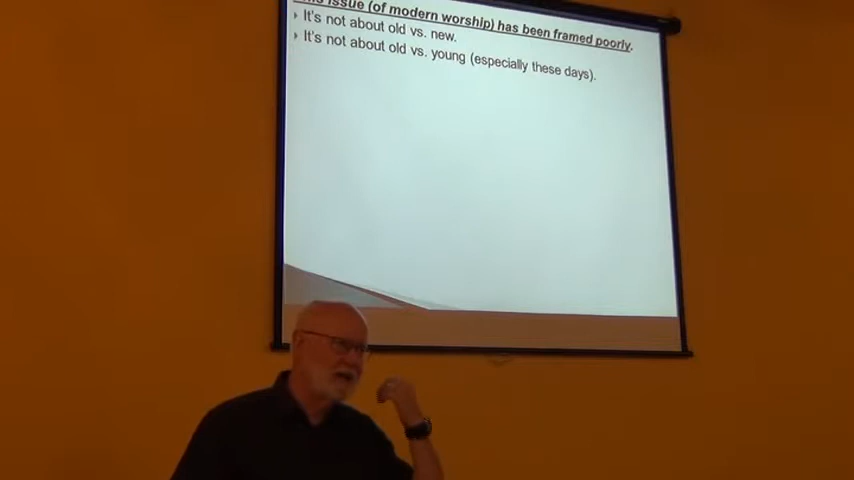 issue (of modern worship) has been framed poorly.
It's not about old vs. new.
It's not about old vs. young (especially these days).